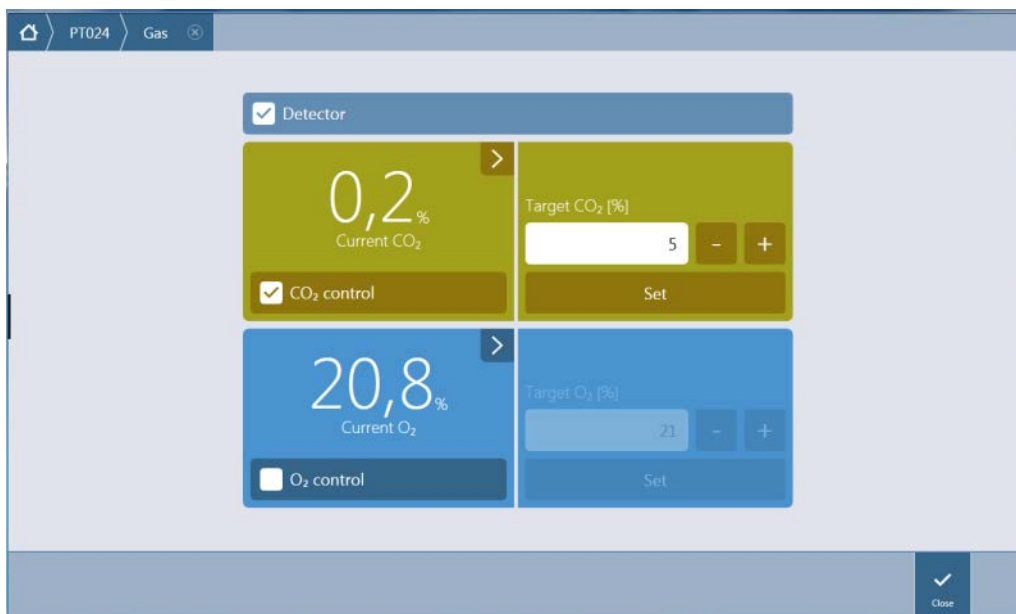 PT024 Gas
Detector
0,2 %
Current CO₂
CO₂ control
Target CO₂ [%]
5 - +
Set
20,8 %
Current O₂
O₂ control
Target O₂ [%]
21 - +
Set
Close